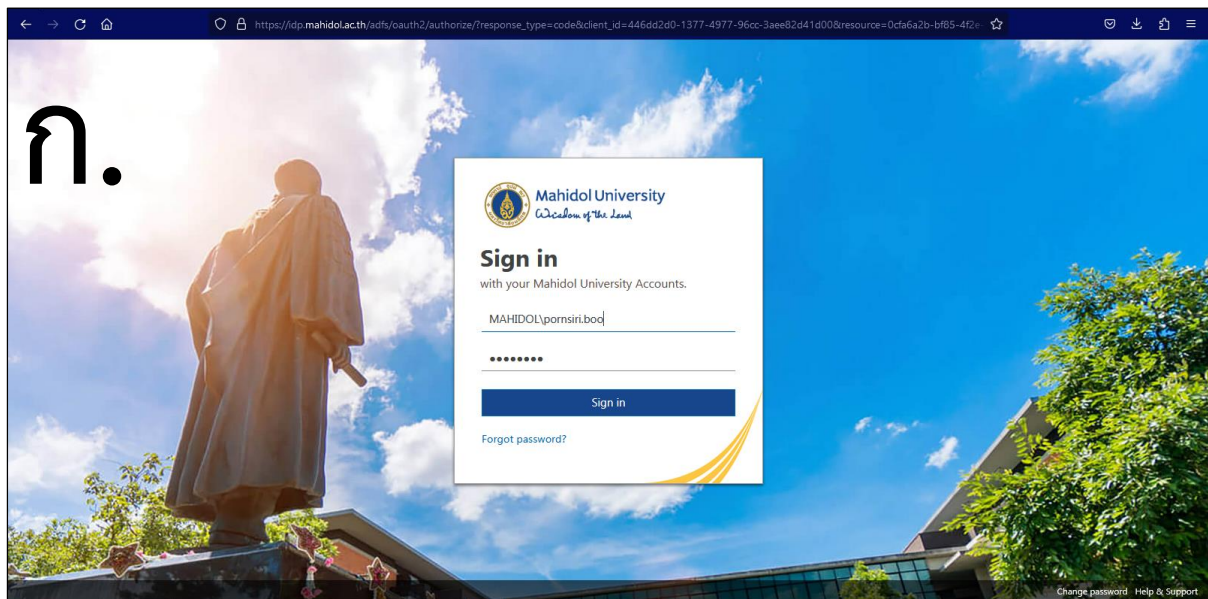 https://idp.mahidol.ac.th/adfs/oauth2/authorize/?response_type=code&client_id=446dd2d0-1377-4977-96cc-3aee82d41d00&resource=0cfa6a2b-bf85-4f2e-
ก.
Mahidol University
Wisdom of the Land
Sign in
with your Mahidol University Accounts.
MAHIDOL\pornsiri.boo
••••••••
Sign in
Forgot password?
Change password Help & Support